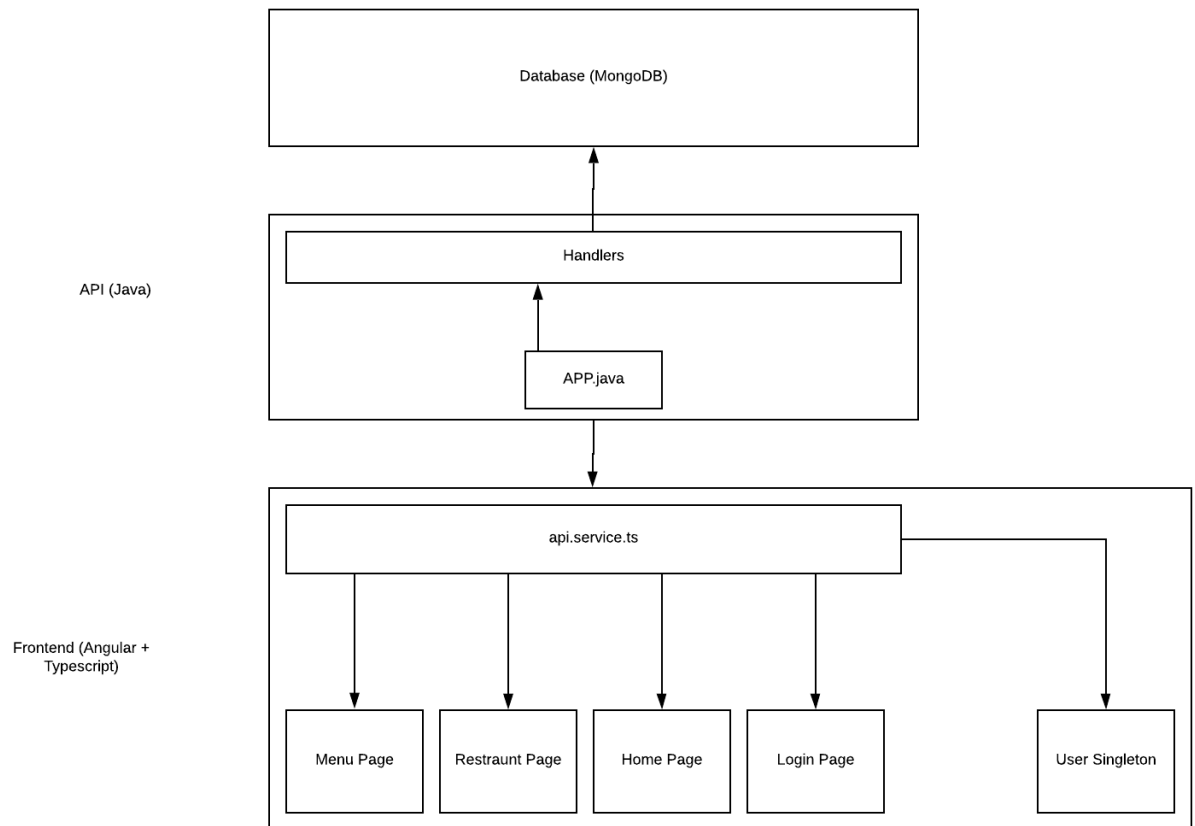 Database (MongoDB)
Handlers
API (Java)
APP.java
api.service.ts
Frontend (Angular +
Typescript)
Menu Page
Restraunt Page
Home Page
Login Page
User Singleton